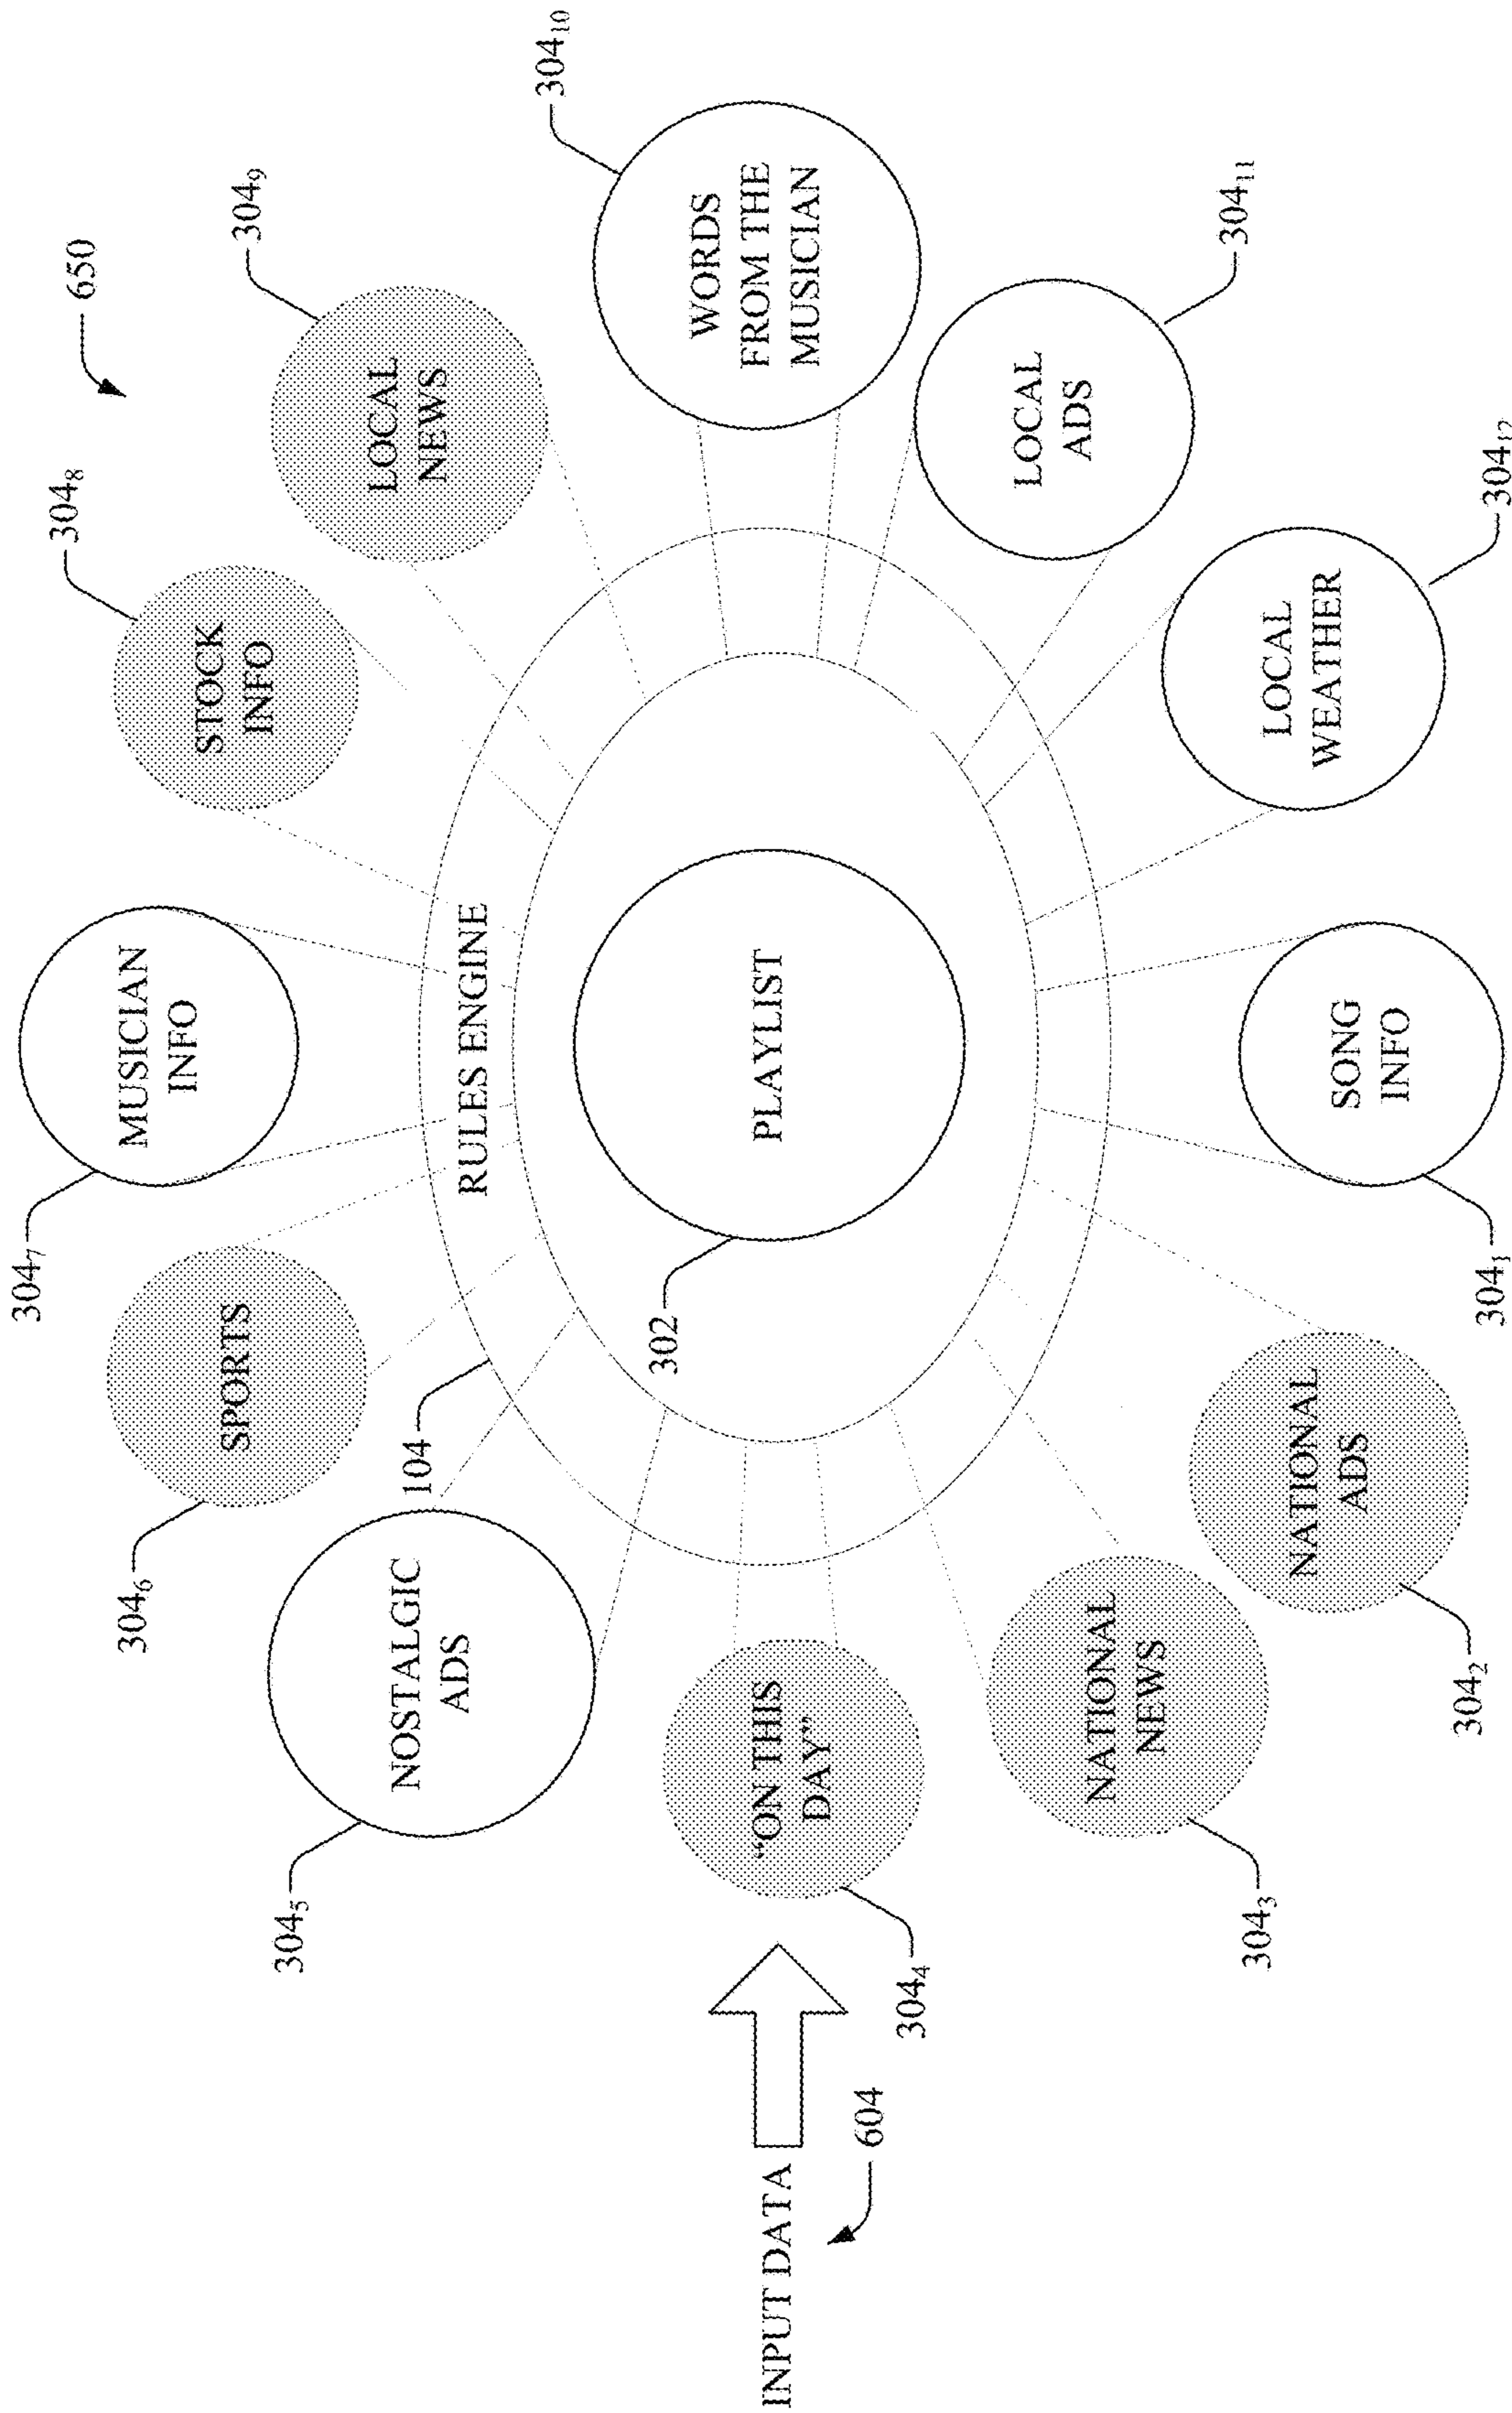 650
304₇
MUSICIAN
INFO
304₈
STOCK
INFO
304₉
LOCAL
NEWS
304₆
SPORTS
304₅
NOSTALGIC
ADS
104
RULES ENGINE
304₁₀
WORDS
FROM THE
MUSICIAN
302
PLAYLIST
INPUT DATA
604
304₄
“ON THIS
DAY”
304₁₁
LOCAL
ADS
304₃
NATIONAL
NEWS
304₂
NATIONAL
ADS
304₁
SONG
INFO
304₁₂
LOCAL
WEATHER